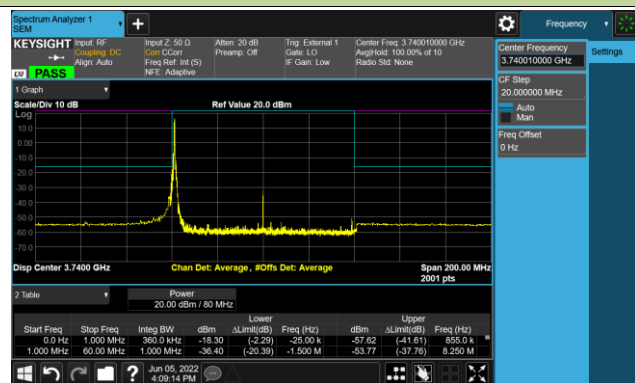 Spectrum Analyzer 1
SEM
KEYSIGHT
Input: RF
Coupling: DC
Align: Auto
Input Z: 50 Ω
Corr CCorr
Freq Ref: Int (S)
NFE: Adaptive
Atten: 20 dB
Preamp: Off
Trig: External 1
Gate: LO
IF Gain: Low
Center Freq: 3.740010000 GHz
Avg|Hold: 100.00% of 10
Radio Std: None
LXI PASS
1 Graph
Scale/Div 10 dB
Ref Value 20.0 dBm
Log
10.0
0.00
-10.0
-20.0
-30.0
-40.0
-50.0
-60.0
-70.0
Disp Center 3.7400 GHz
Chan Det: Average , #Offs Det: Average
Span 200.00 MHz
2001 pts
2 Table
Power
20.00 dBm / 80 MHz
Lower Upper
Start Freq Stop Freq Integ BW dBm ΔLimit(dB) Freq (Hz) dBm ΔLimit(dB) Freq (Hz)
0.0 Hz 1.000 MHz 360.0 kHz -18.30 (-2.29) -25.00 k -57.62 (-41.61) 855.0 k
1.000 MHz 60.00 MHz 1.000 MHz -36.40 (-20.39) -1.500 M -53.77 (-37.76) 8.250 M
Jun 05, 2022
4:09:14 PM
Frequency
Center Frequency
3.740010000 GHz
Settings
CF Step
20.000000 MHz
Auto
Man
Freq Offset
0 Hz